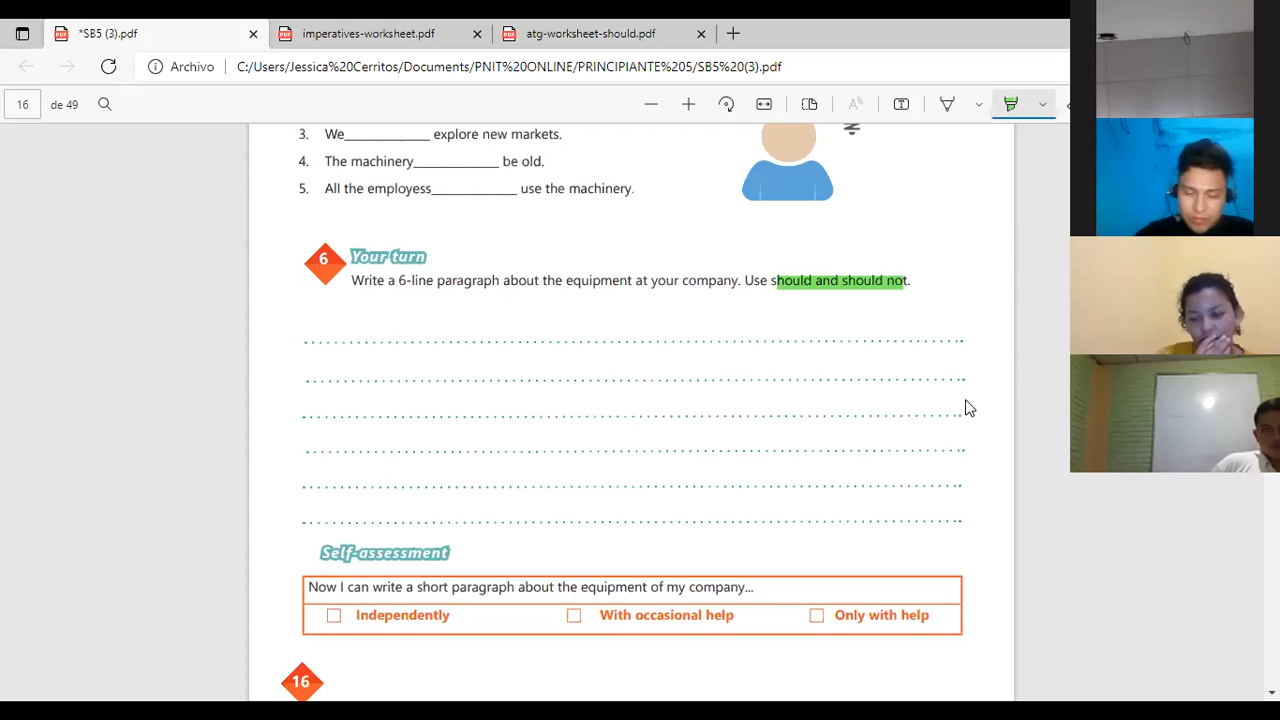 *SB5 (3).pdf
imperatives-worksheet.pdf
atg-worksheet-should.pdf
Archivo C:/Users/Jessica%20Cerritos/Documents/PNIT%20ONLINE/PRINCIPIANTE%205/SB5%20(3).pdf
16 de 49
3. We____________ explore new markets.
4. The machinery____________ be old.
5. All the employess____________ use the machinery.
6 Your turn
Write a 6-line paragraph about the equipment at your company. Use should and should not.
Self-assessment
Now I can write a short paragraph about the equipment of my company...
Independently With occasional help Only with help
16